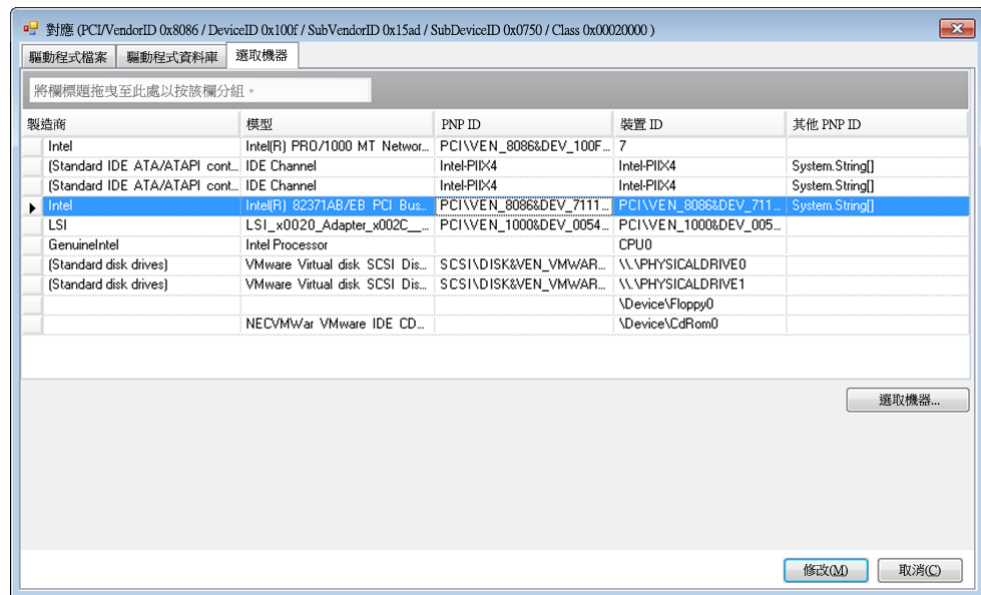 對應 (PCI/VendorID 0x8086 / DeviceID 0x100f / SubVendorID 0x15ad / SubDeviceID 0x0750 / Class 0x00020000 )
驅動程式檔案 驅動程式資料庫 選取機器
將欄標題拖曳至此處以按該欄分組。
製造商 模型 PNP ID 裝置 ID 其他 PNP ID
Intel Intel(R) PRO/1000 MT Networ... PCI\VEN_8086&DEV_100F... 7
(Standard IDE ATA/ATAPI cont... IDE Channel Intel-PIIX4 Intel-PIIX4 System.String[]
(Standard IDE ATA/ATAPI cont... IDE Channel Intel-PIIX4 Intel-PIIX4 System.String[]
Intel Intel(R) 82371AB/EB PCI Bus... PCI\VEN_8086&DEV_7111... PCI\VEN_8086&DEV_711... System.String[]
LSI LSI_x0020_Adapter_x002C__... PCI\VEN_1000&DEV_0054... PCI\VEN_1000&DEV_005...
GenuineIntel Intel Processor CPU0
(Standard disk drives) VMware Virtual disk SCSI Dis... SCSI\DISK&VEN_VMWAR... \\.\PHYSICALDRIVE0
(Standard disk drives) VMware Virtual disk SCSI Dis... SCSI\DISK&VEN_VMWAR... \\.\PHYSICALDRIVE1
\Device\Floppy0
NECVMWar VMware IDE CD... \Device\CdRom0
選取機器...
修改(M) 取消(C)